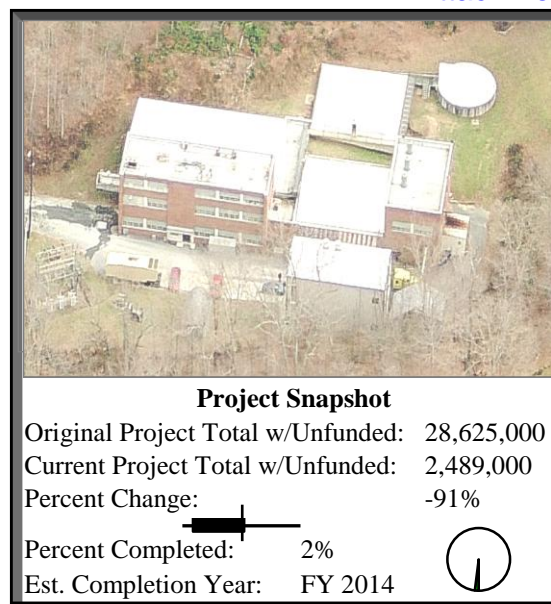 Project Snapshot
Original Project Total w/Unfunded: 28,625,000
Current Project Total w/Unfunded: 2,489,000
Percent Change: -91%
Percent Completed: 2%
Est. Completion Year: FY 2014